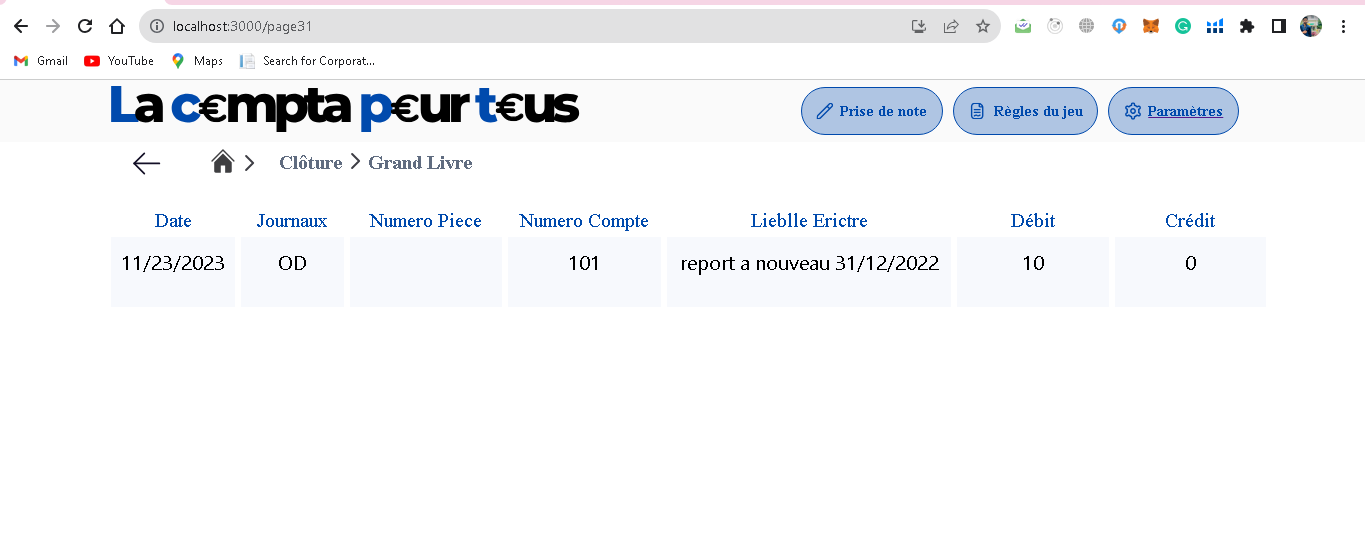 localhost:3000/page31
Gmail YouTube Maps Search for Corporat...
La c€mpta p€ur t€us
Prise de note Règles du jeu Paramètres
Clôture Grand Livre
Date Journaux Numero Piece Numero Compte Lieblle Erictre Débit Crédit
11/23/2023 OD 101 report a nouveau 31/12/2022 10 0